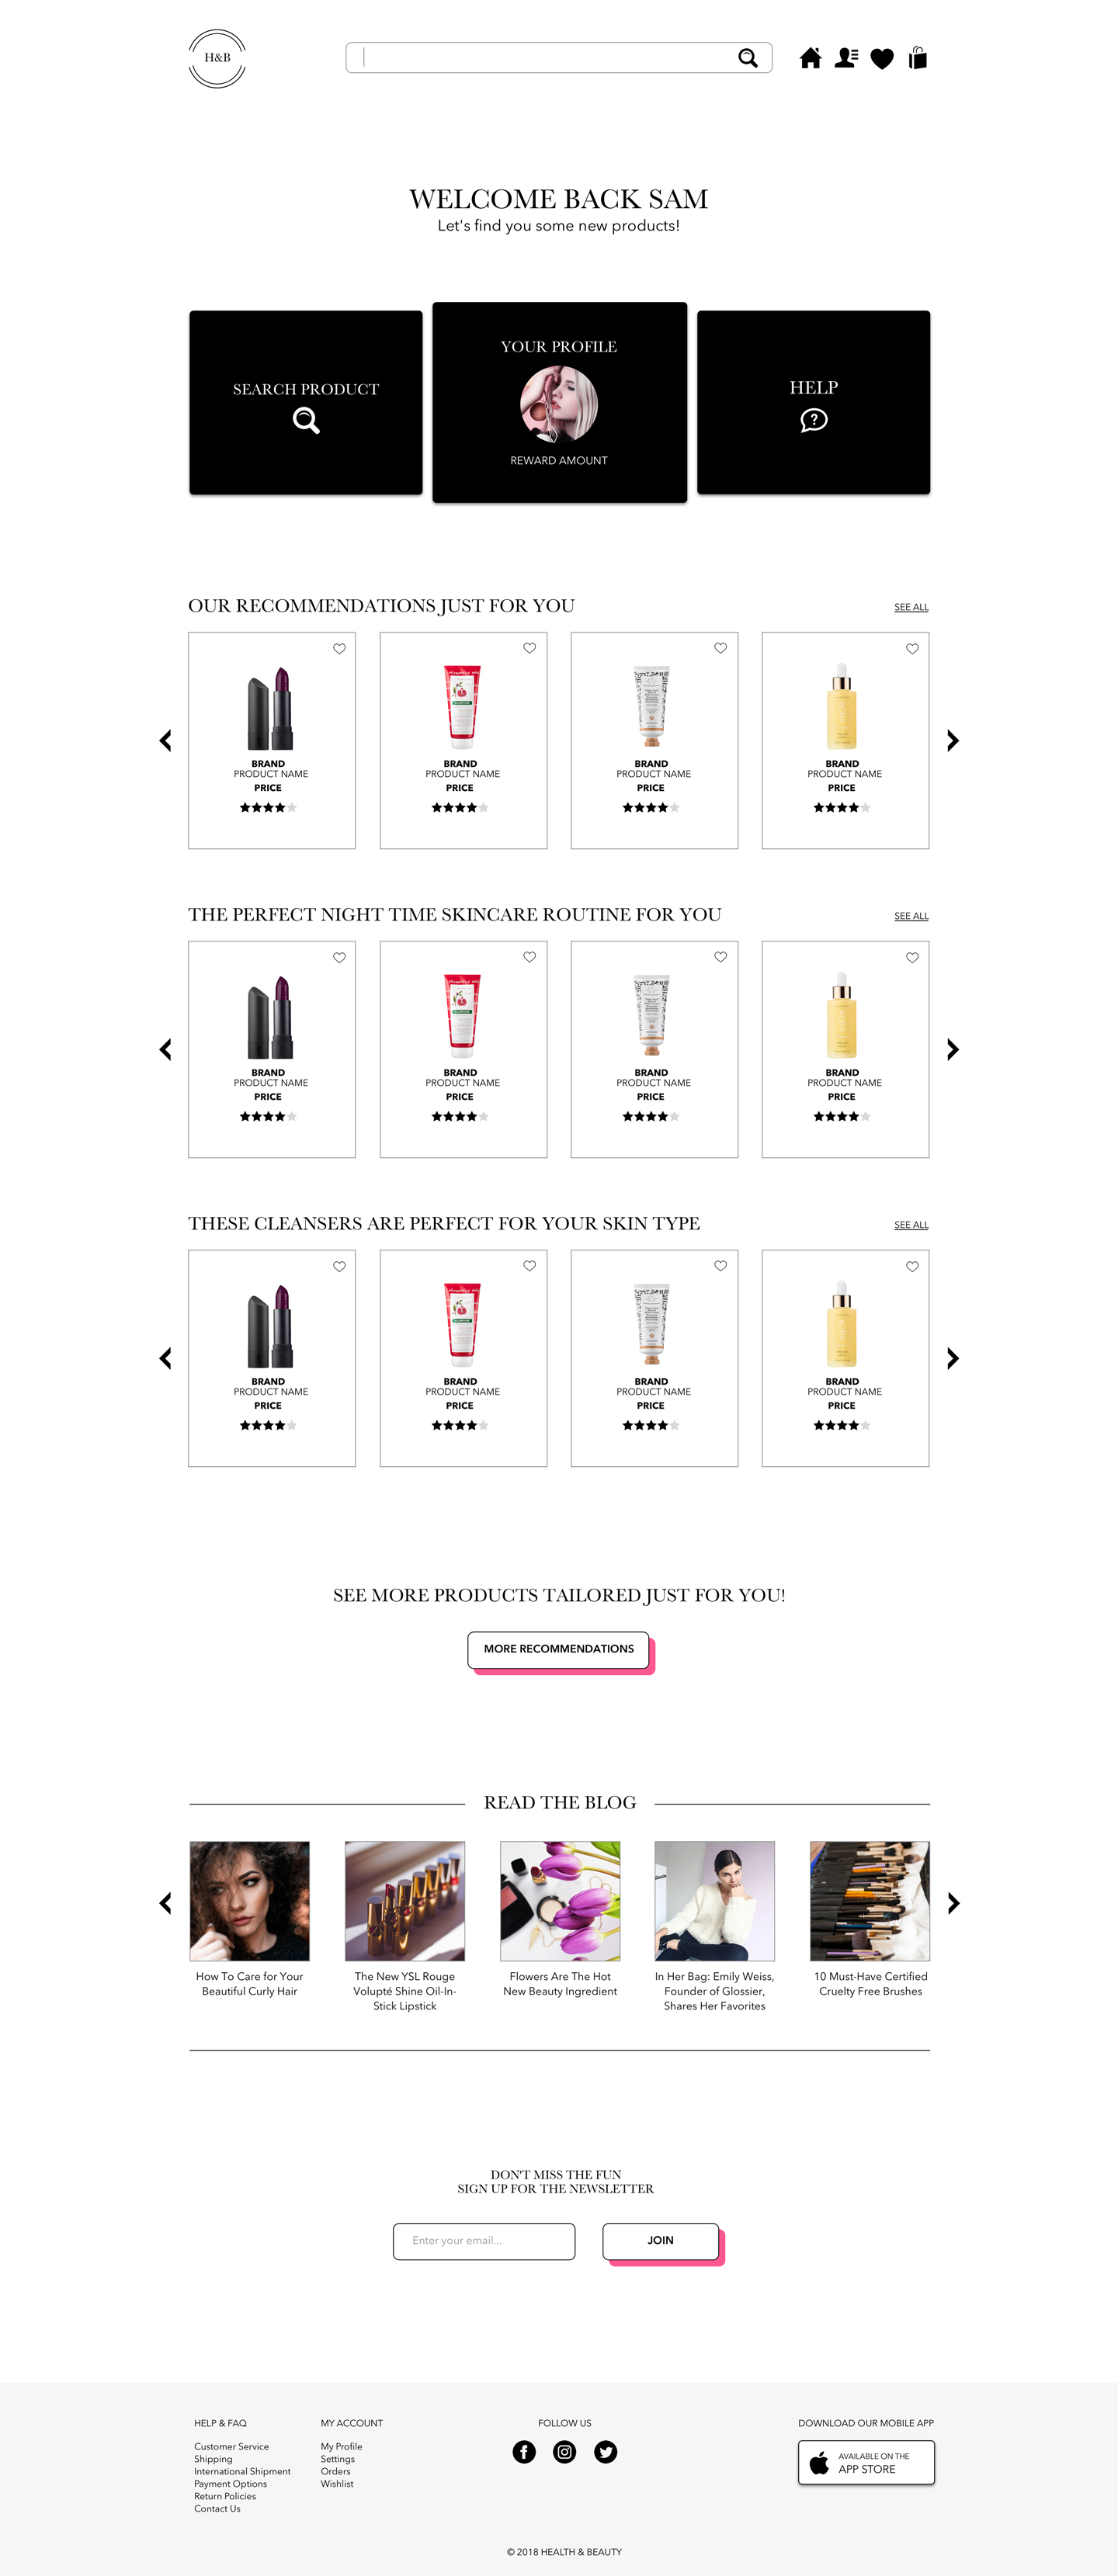 H&B
WELCOME BACK SAM
Let's find you some new products!
SEARCH PRODUCT
YOUR PROFILE
REWARD AMOUNT
HELP
?
OUR RECOMMENDATIONS JUST FOR YOU
SEE ALL
BRAND
PRODUCT NAME
PRICE
BRAND
PRODUCT NAME
PRICE
BRAND
PRODUCT NAME
PRICE
BRAND
PRODUCT NAME
PRICE
THE PERFECT NIGHT TIME SKINCARE ROUTINE FOR YOU
SEE ALL
BRAND
PRODUCT NAME
PRICE
BRAND
PRODUCT NAME
PRICE
BRAND
PRODUCT NAME
PRICE
BRAND
PRODUCT NAME
PRICE
THESE CLEANSERS ARE PERFECT FOR YOUR SKIN TYPE
SEE ALL
BRAND
PRODUCT NAME
PRICE
BRAND
PRODUCT NAME
PRICE
BRAND
PRODUCT NAME
PRICE
BRAND
PRODUCT NAME
PRICE
SEE MORE PRODUCTS TAILORED JUST FOR YOU!
MORE RECOMMENDATIONS
READ THE BLOG
How To Care for Your
Beautiful Curly Hair
The New YSL Rouge
Volupté Shine Oil-In-
Stick Lipstick
Flowers Are The Hot
New Beauty Ingredient
In Her Bag: Emily Weiss,
Founder of Glossier,
Shares Her Favorites
10 Must-Have Certified
Cruelty Free Brushes
DON'T MISS THE FUN
SIGN UP FOR THE NEWSLETTER
Enter your email...
JOIN
HELP & FAQ
Customer Service
Shipping
International Shipment
Payment Options
Return Policies
Contact Us
MY ACCOUNT
My Profile
Settings
Orders
Wishlist
FOLLOW US
DOWNLOAD OUR MOBILE APP
AVAILABLE ON THE
APP STORE
© 2018 HEALTH & BEAUTY